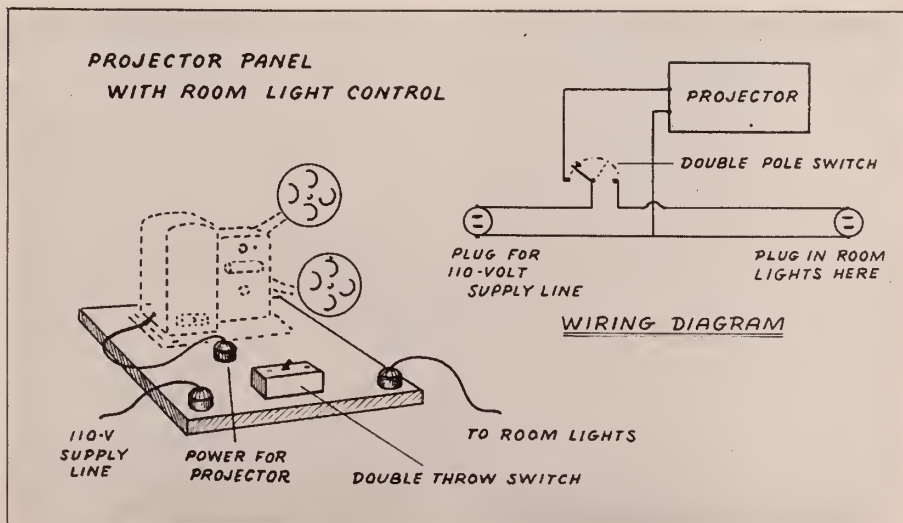 PROJECTOR PANEL
WITH ROOM LIGHT CONTROL
PROJECTOR
DOUBLE POLE SWITCH
PLUG FOR
110-VOLT
SUPPLY LINE
PLUG IN ROOM
LIGHTS HERE
WIRING DIAGRAM
110-V
SUPPLY
LINE
POWER FOR
PROJECTOR
TO ROOM LIGHTS
DOUBLE THROW SWITCH